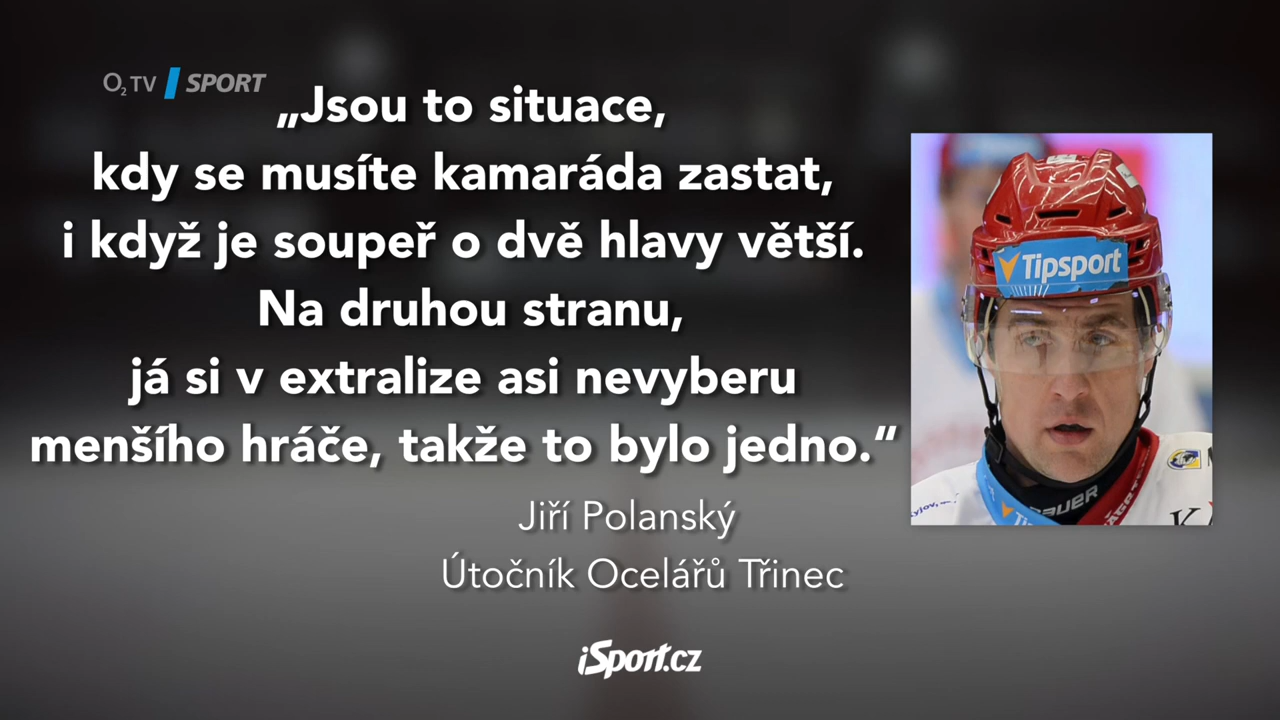 O2 TV SPORT
„Jsou to situace,
kdy se musíte kamaráda zastat,
i když je soupeř o dvě hlavy větší.
Na druhou stranu,
já si v extralize asi nevyberu
menšího hráče, takže to bylo jedno.“
Jiří Polanský
Útočník Ocelářů Třinec
iSport.cz
Tipsport
BAUER